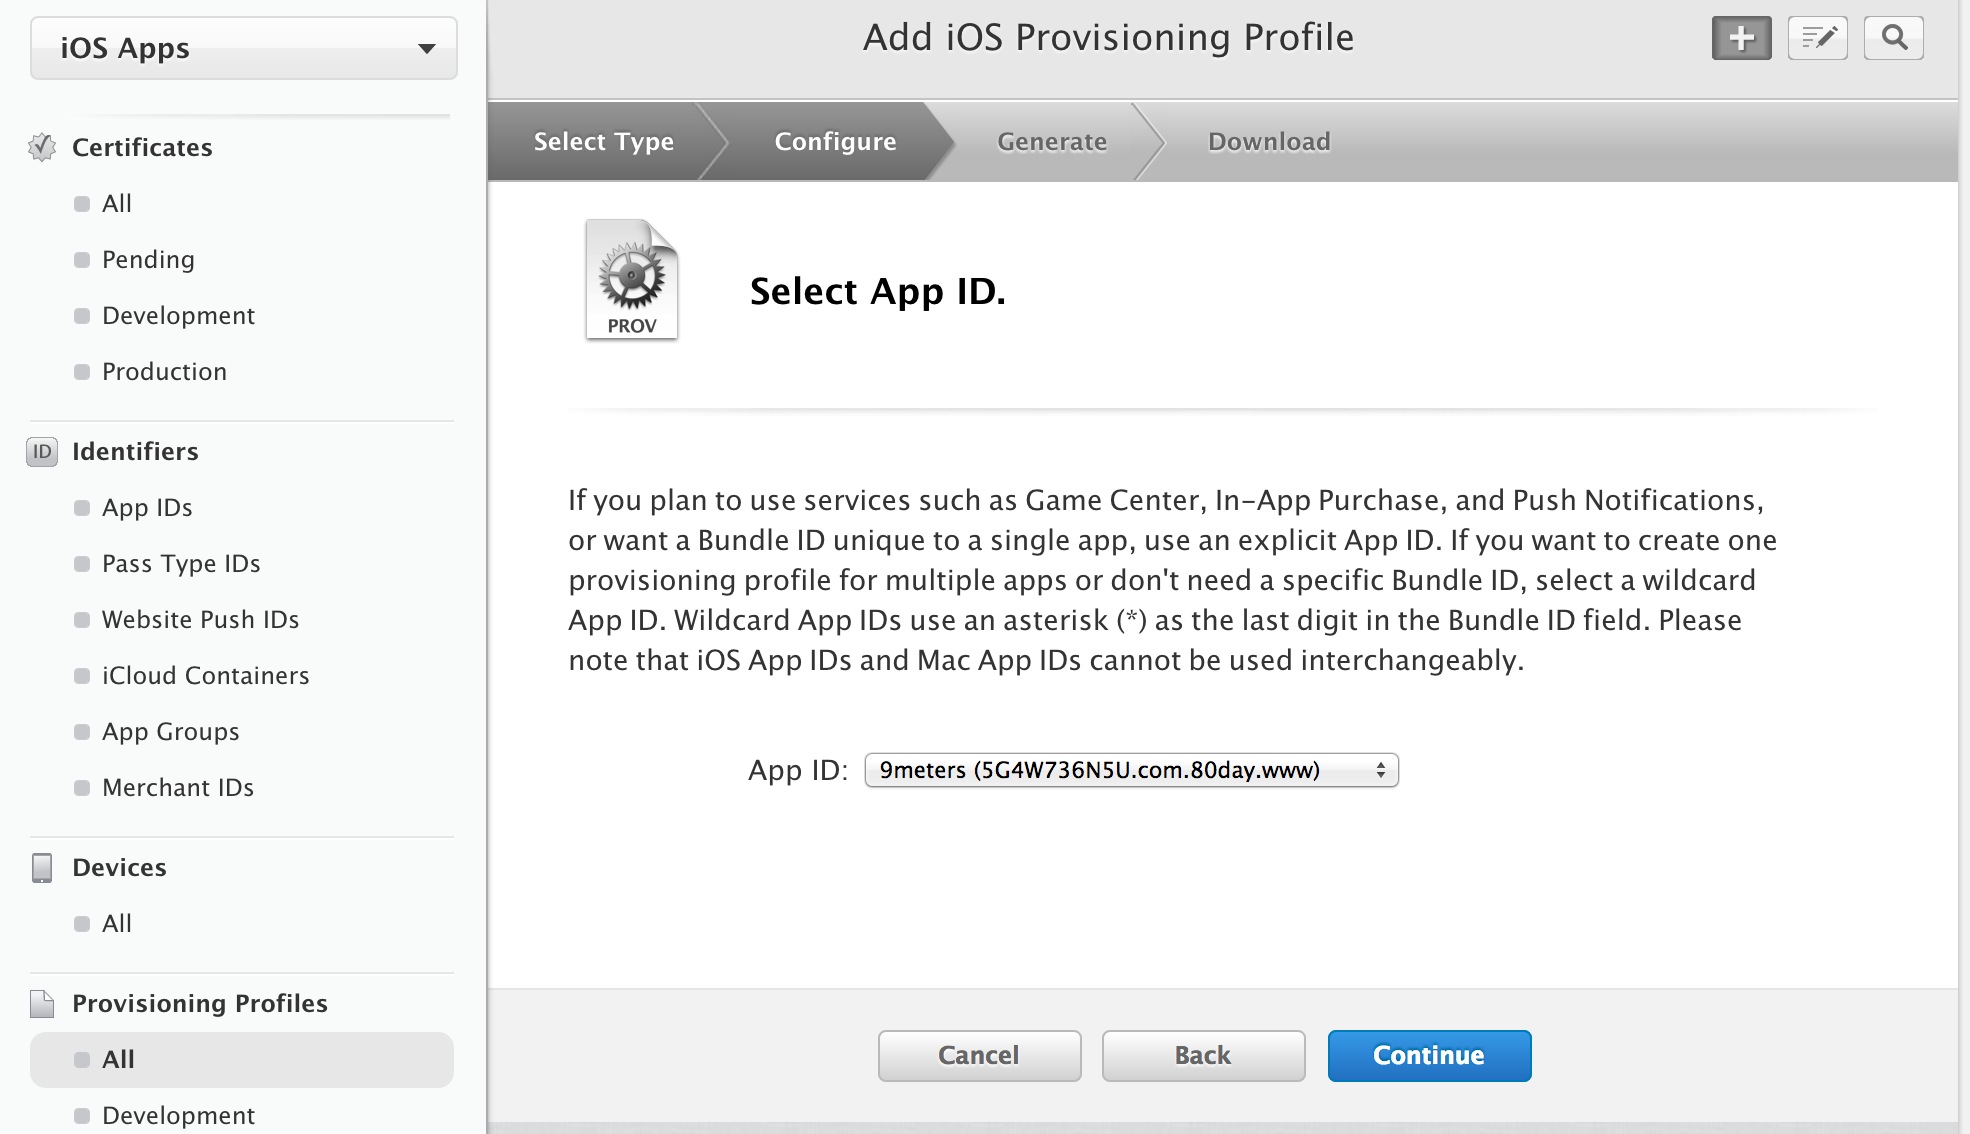 iOS Apps
Certificates
All
Pending
Development
Production
ID Identifiers
App IDs
Pass Type IDs
Website Push IDs
iCloud Containers
App Groups
Merchant IDs
Devices
All
Provisioning Profiles
All
Development
Add iOS Provisioning Profile
Select Type Configure Generate Download
PROV
Select App ID.
If you plan to use services such as Game Center, In-App Purchase, and Push Notifications,
or want a Bundle ID unique to a single app, use an explicit App ID. If you want to create one
provisioning profile for multiple apps or don't need a specific Bundle ID, select a wildcard
App ID. Wildcard App IDs use an asterisk (*) as the last digit in the Bundle ID field. Please
note that iOS App IDs and Mac App IDs cannot be used interchangeably.
App ID: 9meters (5G4W736N5U.com.80day.www)
Cancel Back Continue